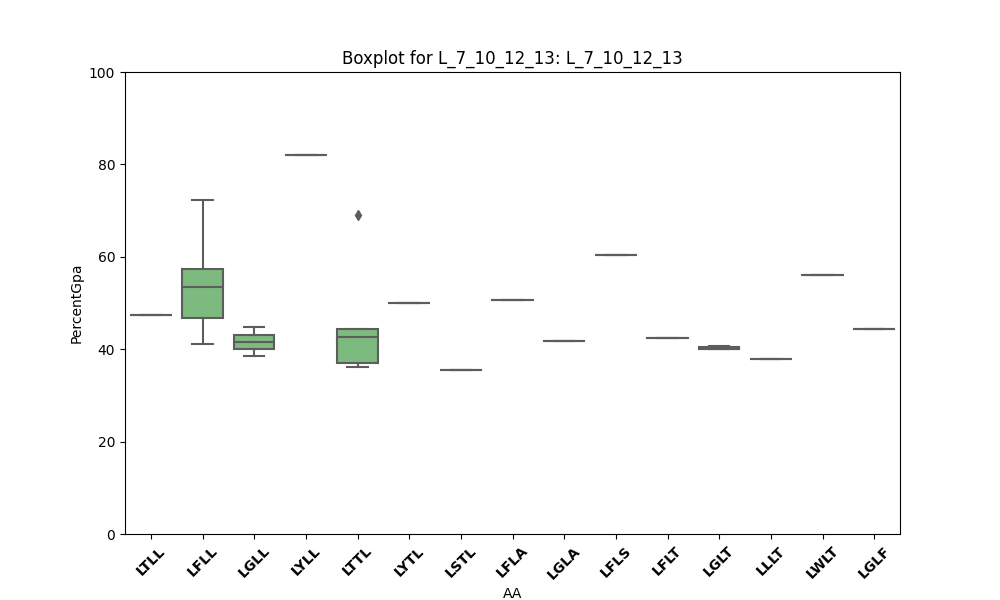 Boxplot for L_7_10_12_13: L_7_10_12_13
100
80
60
40
20
0
PercentGpa
LTLL LFLL LGLL LYLL LTTL LYTL LSTL LFLA LGLA LFLS LFLT LGLT LLLT LWLT LGLF
AA